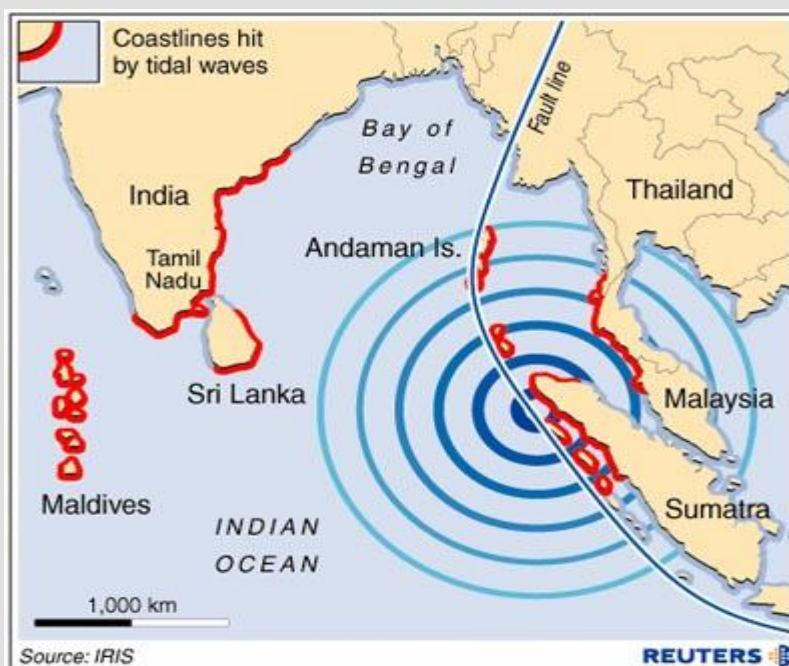 Coastlines hit
by tidal waves
Bay of
Bengal
Fault line
India
Thailand
Tamil
Nadu
Andaman Is.
Sri Lanka
Malaysia
Maldives
Sumatra
INDIAN
OCEAN
1,000 km
Source: IRIS
REUTERS